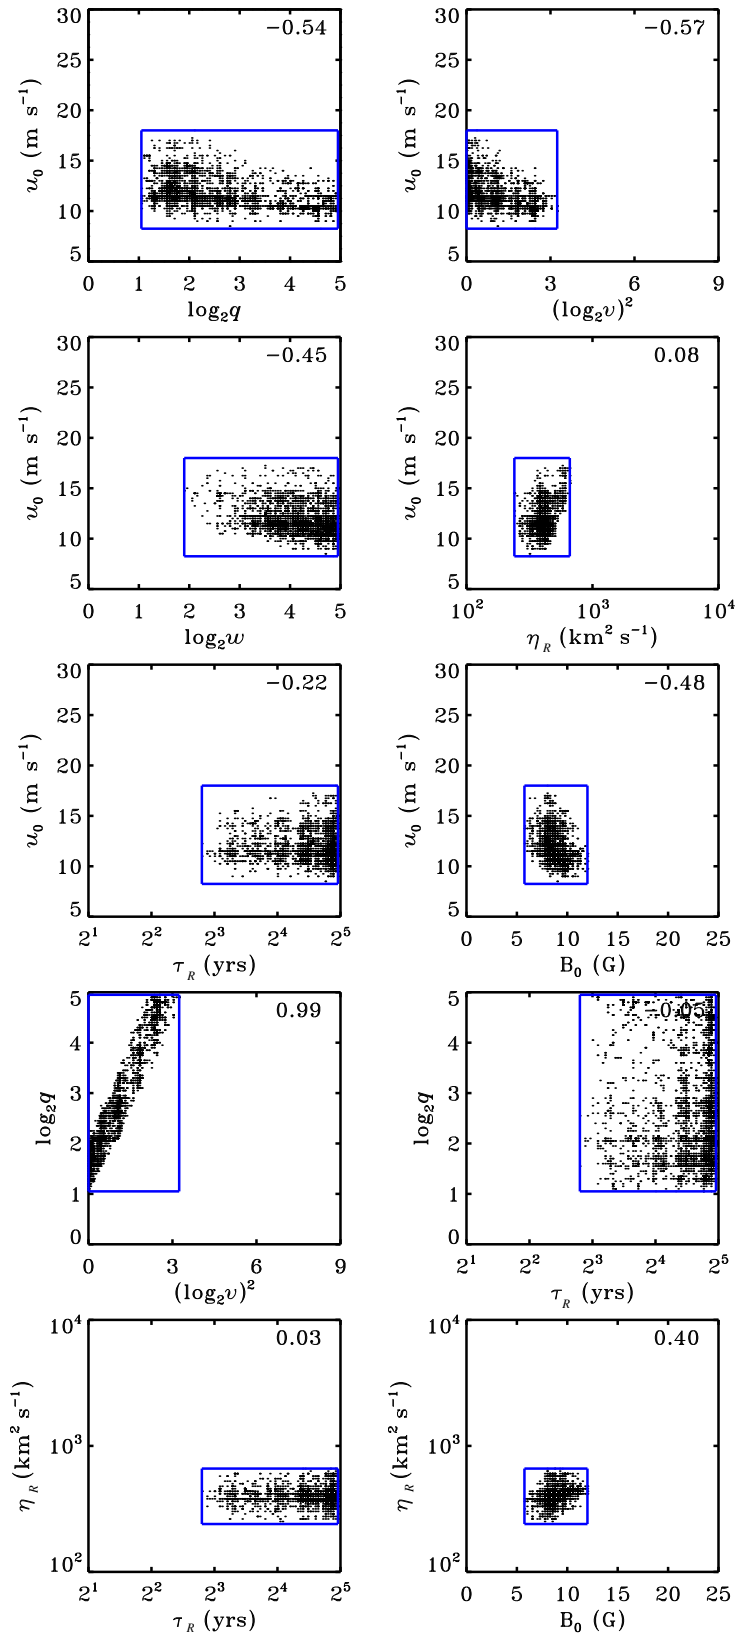 30 −0.54
25
20
15
10
5
u₀ (m s⁻¹)
0 1 2 3 4 5
log₂q
30 −0.57
25
20
15
10
5
u₀ (m s⁻¹)
0 3 6 9
(log₂υ)²
30 −0.45
25
20
15
10
5
u₀ (m s⁻¹)
0 1 2 3 4 5
log₂w
30 0.08
25
20
15
10
5
u₀ (m s⁻¹)
10² 10³ 10⁴
η_R (km² s⁻¹)
30 −0.22
25
20
15
10
5
u₀ (m s⁻¹)
2¹ 2² 2³ 2⁴ 2⁵
τ_R (yrs)
30 −0.48
25
20
15
10
5
u₀ (m s⁻¹)
0 5 10 15 20 25
B₀ (G)
5 0.99
4
3
2
1
0
log₂q
0 3 6 9
(log₂υ)²
5 −0.05
4
3
2
1
0
log₂q
2¹ 2² 2³ 2⁴ 2⁵
τ_R (yrs)
10⁴ 0.03
10³
10²
η_R (km² s⁻¹)
2¹ 2² 2³ 2⁴ 2⁵
τ_R (yrs)
10⁴ 0.40
10³
10²
η_R (km² s⁻¹)
0 5 10 15 20 25
B₀ (G)